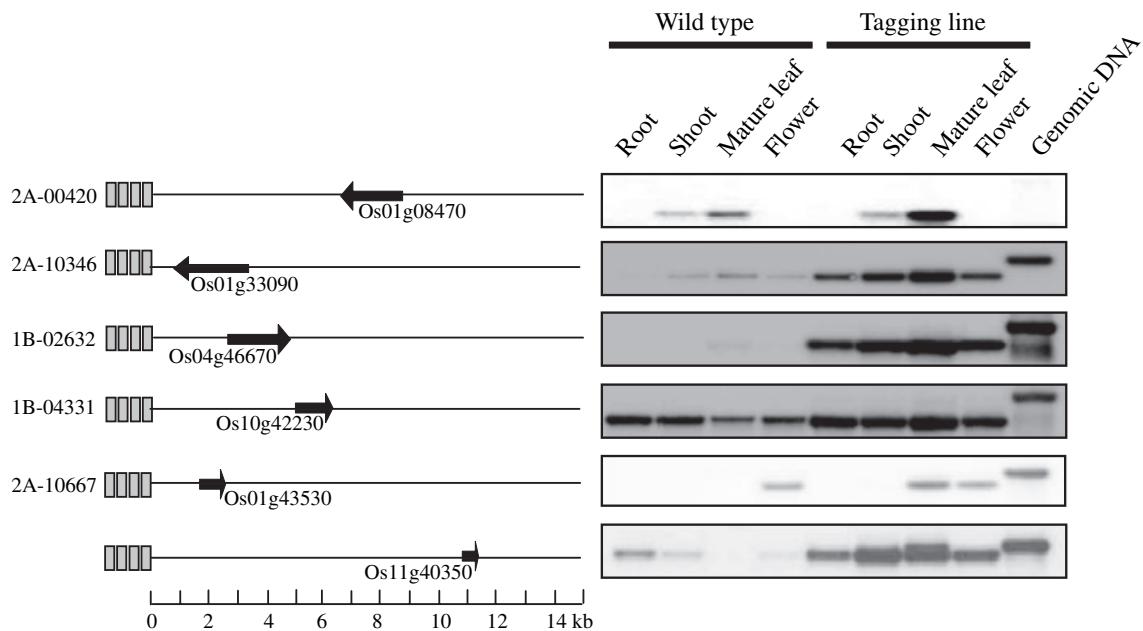 Wild type Tagging line
Root Shoot Mature leaf Flower Root Shoot Mature leaf Flower Genomic DNA
2A-00420
Os01g08470
2A-10346
Os01g33090
1B-02632
Os04g46670
1B-04331
Os10g42230
2A-10667
Os01g43530
Os11g40350
0 2 4 6 8 10 12 14 kb